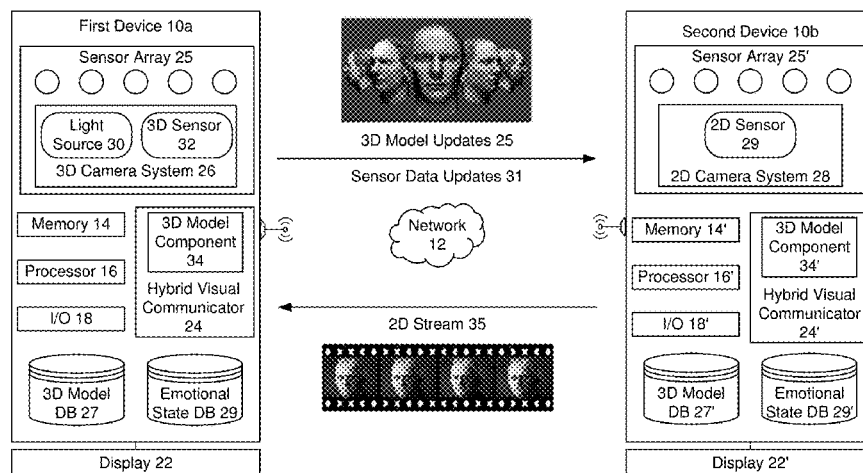 First Device 10a
Sensor Array 25
Light
Source 30
3D Sensor
32
3D Camera System 26
Memory 14
Processor 16
I/O 18
3D Model
Component
34
Hybrid Visual
Communicator
24
3D Model
DB 27
Emotional
State DB 29
Display 22
3D Model Updates 25
Sensor Data Updates 31
Network
12
2D Stream 35
Second Device 10b
Sensor Array 25'
2D Sensor
29
2D Camera System 28
Memory 14'
Processor 16'
I/O 18'
3D Model
Component
34'
Hybrid Visual
Communicator
24'
3D Model
DB 27'
Emotional
State DB 29'
Display 22'